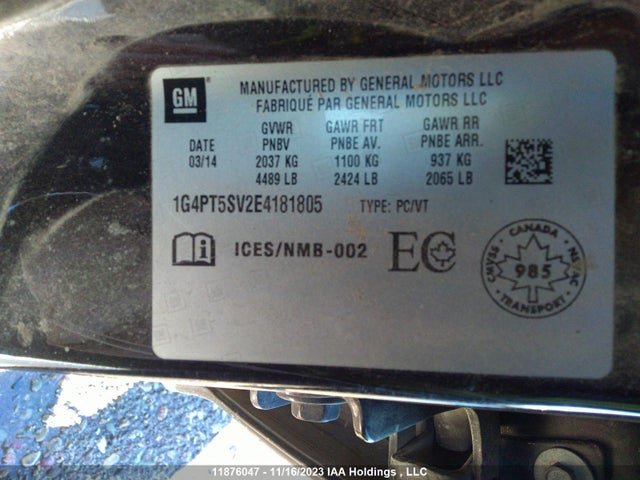 GM
MANUFACTURED BY GENERAL MOTORS LLC
FABRIQUÉ PAR GENERAL MOTORS LLC
DATE
03/14
GVWR
PNBV
2037 KG
4489 LB
GAWR FRT
PNBE AV.
1100 KG
2424 LB
GAWR RR
PNBE ARR.
937 KG
2065 LB
1G4PT5SV2E4181805 TYPE: PC/VT
i ICES/NMB-002 EC
CANADA
CMVSS 985 NSVAC
TRANSPORT
11876047 - 11/16/2023 IAA Holdings , LLC